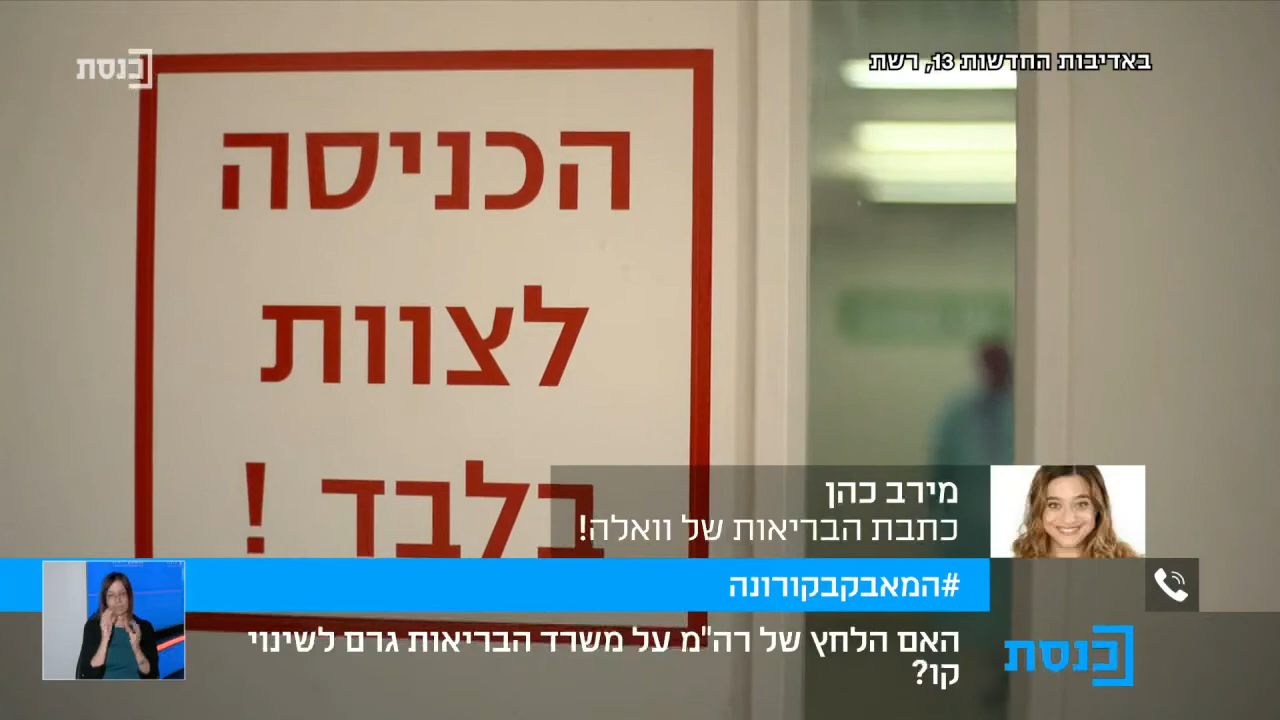 כנסת
באדיבות החדשות 13, רשת
הכניסה
לצוות
בלבד !
מירב כהן
כתבת הבריאות של וואלה!
#המאבקבקורונה
האם הלחץ של רה"מ על משרד הבריאות גרם לשינוי
קו?
כנסת